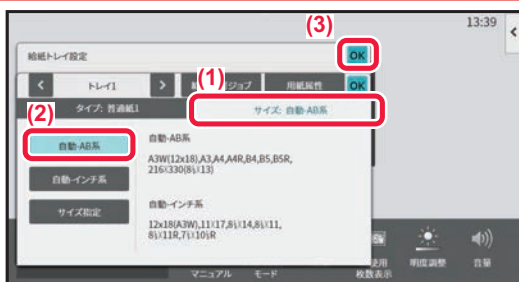 13:39
(3)
給紙トレイ設定
OK
(1)
トレイ1
ジョブ
用紙属性
OK
(2)
タイプ: 普通紙1
サイズ: 自動-AB系
自動-AB系
自動-AB系
A3W(12x18),A3,A4,A4R,B4,B5,B5R,
216x330(8½x13)
自動-インチ系
自動-インチ系
サイズ指定
12x18(A3W),11x17,8½x14,8½x11,
8½x11R,7¼x10½R
使用
枚数表示
明度調整
音量
マニュアル
モード